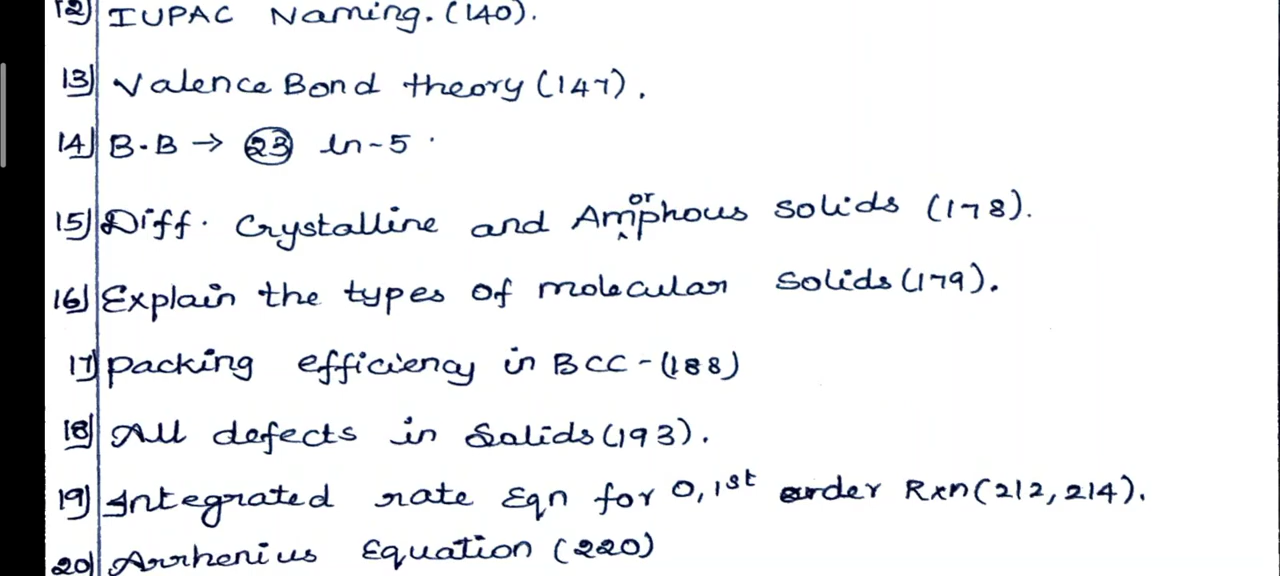 12) IUPAC Naming. (140).
13) Valence Bond theory (147).
14) B.B → 23 ln-5.
15) Diff. Crystalline and Amorphous solids (178).
16) Explain the types of molecular solids (179).
17) Packing efficiency in BCC - (188)
18) All defects in Solids (193).
19) Integrated rate Eqn for 0, 1st order Rxn (212, 214).
20) Arrhenius Equation (220)